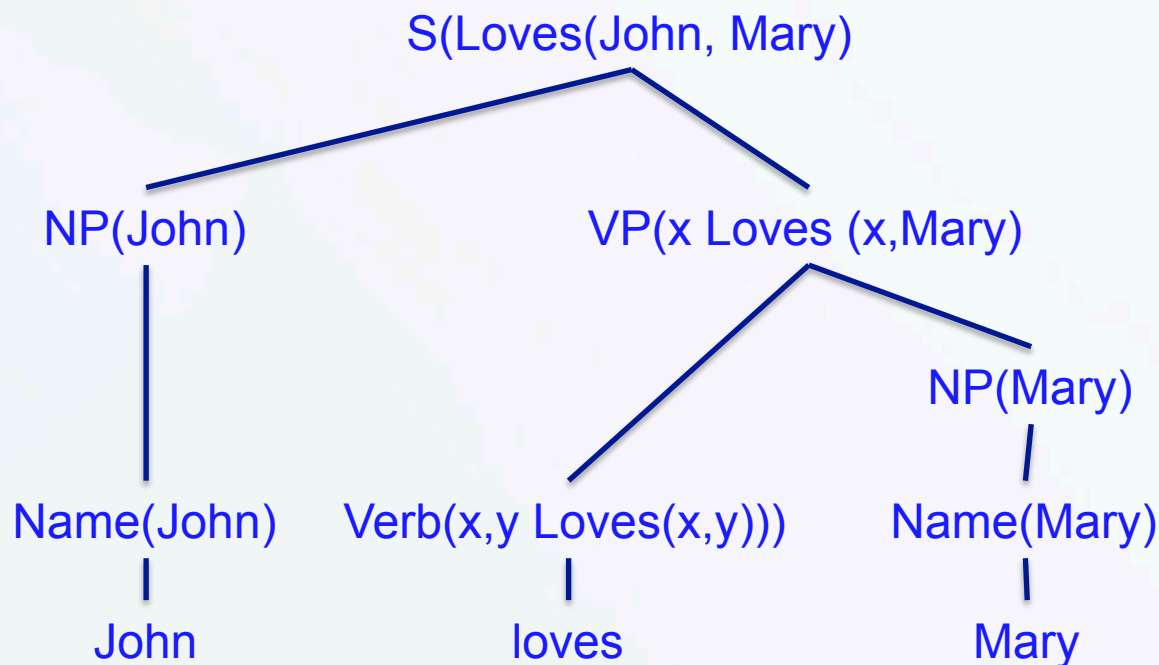 S(Loves(John, Mary)
NP(John) VP(x Loves (x,Mary)
NP(Mary)
Name(John) Verb(x,y Loves(x,y))) Name(Mary)
John loves Mary